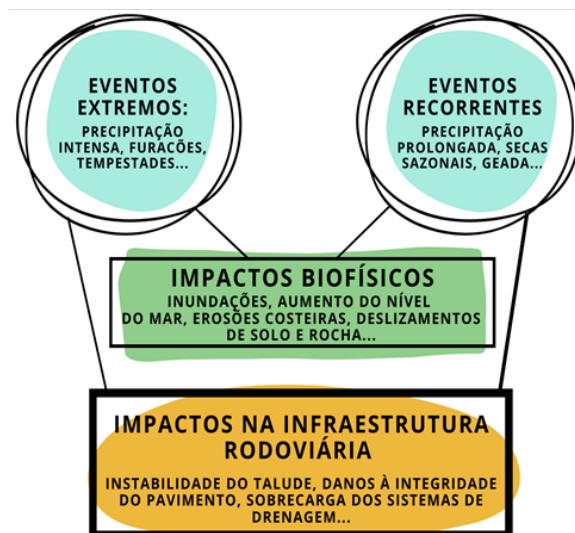 EVENTOS
EXTREMOS:
PRECIPITAÇÃO
INTENSA, FURACÕES,
TEMPESTADES...
EVENTOS
RECORRENTES
PRECIPITAÇÃO
PROLONGADA, SECAS
SAZONAIS, GEADA...
IMPACTOS BIOFÍSICOS
INUNDAÇÕES, AUMENTO DO NÍVEL
DO MAR, EROSÕES COSTEIRAS, DESLIZAMENTOS
DE SOLO E ROCHA...
IMPACTOS NA INFRAESTRUTURA
RODOVIÁRIA
INSTABILIDADE DO TALUDE, DANOS À INTEGRIDADE
DO PAVIMENTO, SOBRECARGA DOS SISTEMAS DE
DRENAGEM...